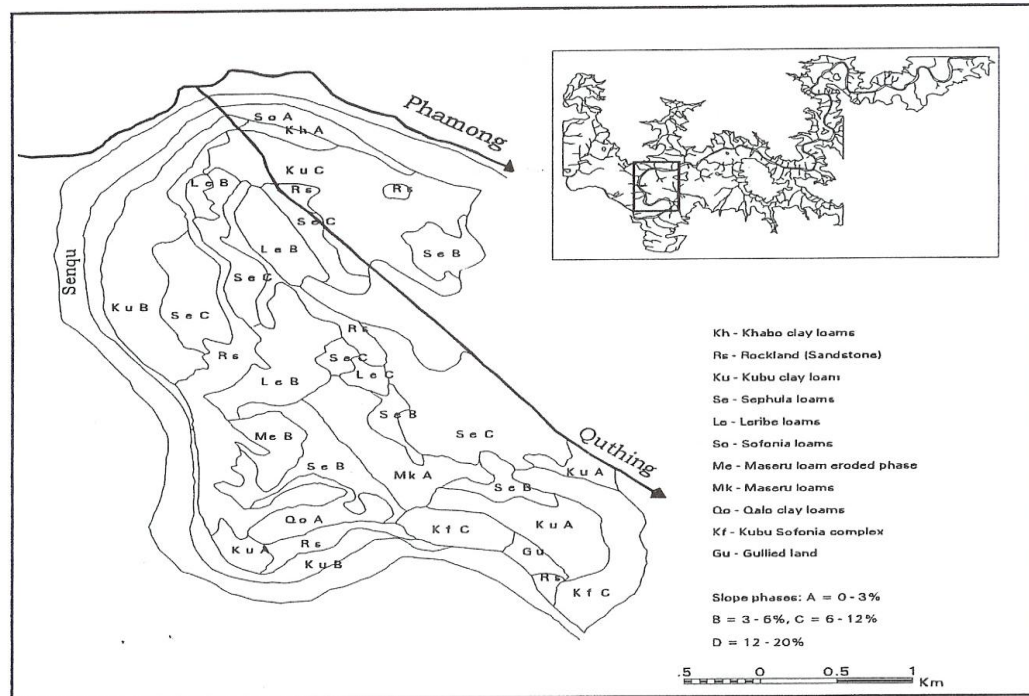 Phamong
So A
Kh A
Ku C
Le B
Rs
Rs
Se C
Le B
Se B
Senqu
Se C
Ku B
Se C
Rs
Rs
Se C
Le C
Le B
Se B
Me B
Se C
Quthing
Se B
Mk A
Ku A
Se B
Qo A
Kf C
Ku A
Ku A
Rs
Gu
Ku B
Rs
Kf C
Kh - Khabo clay loams
Rs - Rockland (Sandstone)
Ku - Kubu clay loam
Se - Sephula loams
Le - Leribe loams
So - Sofonia loams
Me - Maseru loam eroded phase
Mk - Maseru loams
Qo - Qalo clay loams
Kf - Kubu Sofonia complex
Gu - Gullied land
Slope phases: A = 0 - 3%
B = 3 - 6%, C = 6 - 12%
D = 12 - 20%
.5 0 1
Km